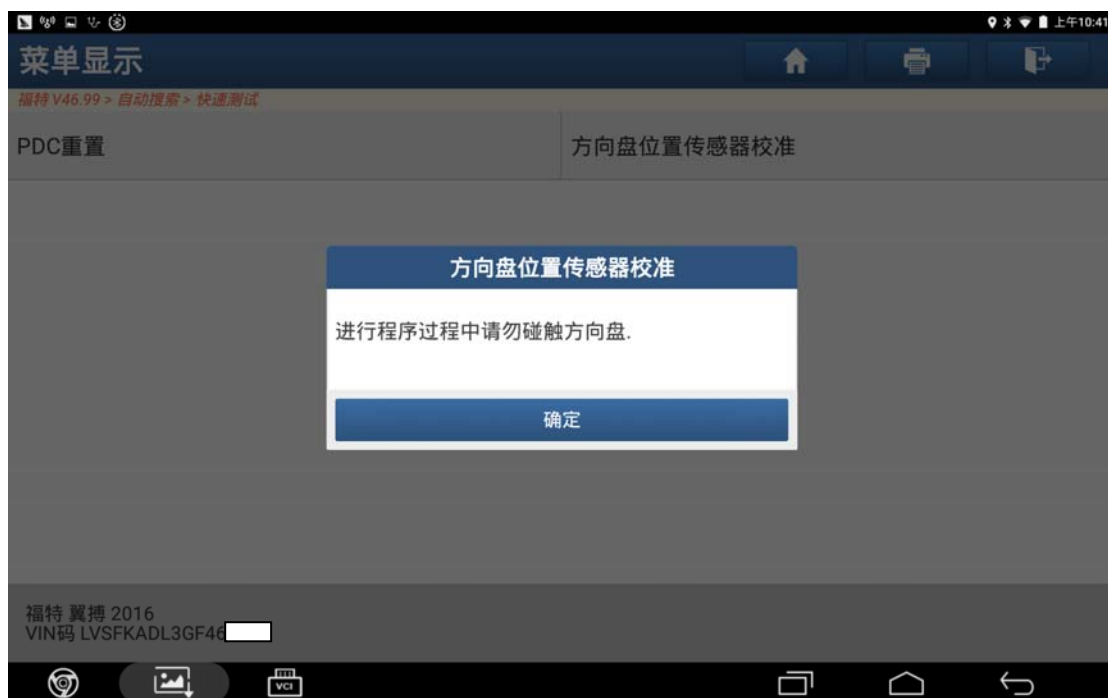 上午10:41
菜单显示
福特 V46.99 > 自动搜索 > 快速测试
PDC重置
方向盘位置传感器校准
方向盘位置传感器校准
进行程序过程中请勿碰触方向盘.
确定
福特 翼搏 2016
VIN码 LVSFKADL3GF46
VCI